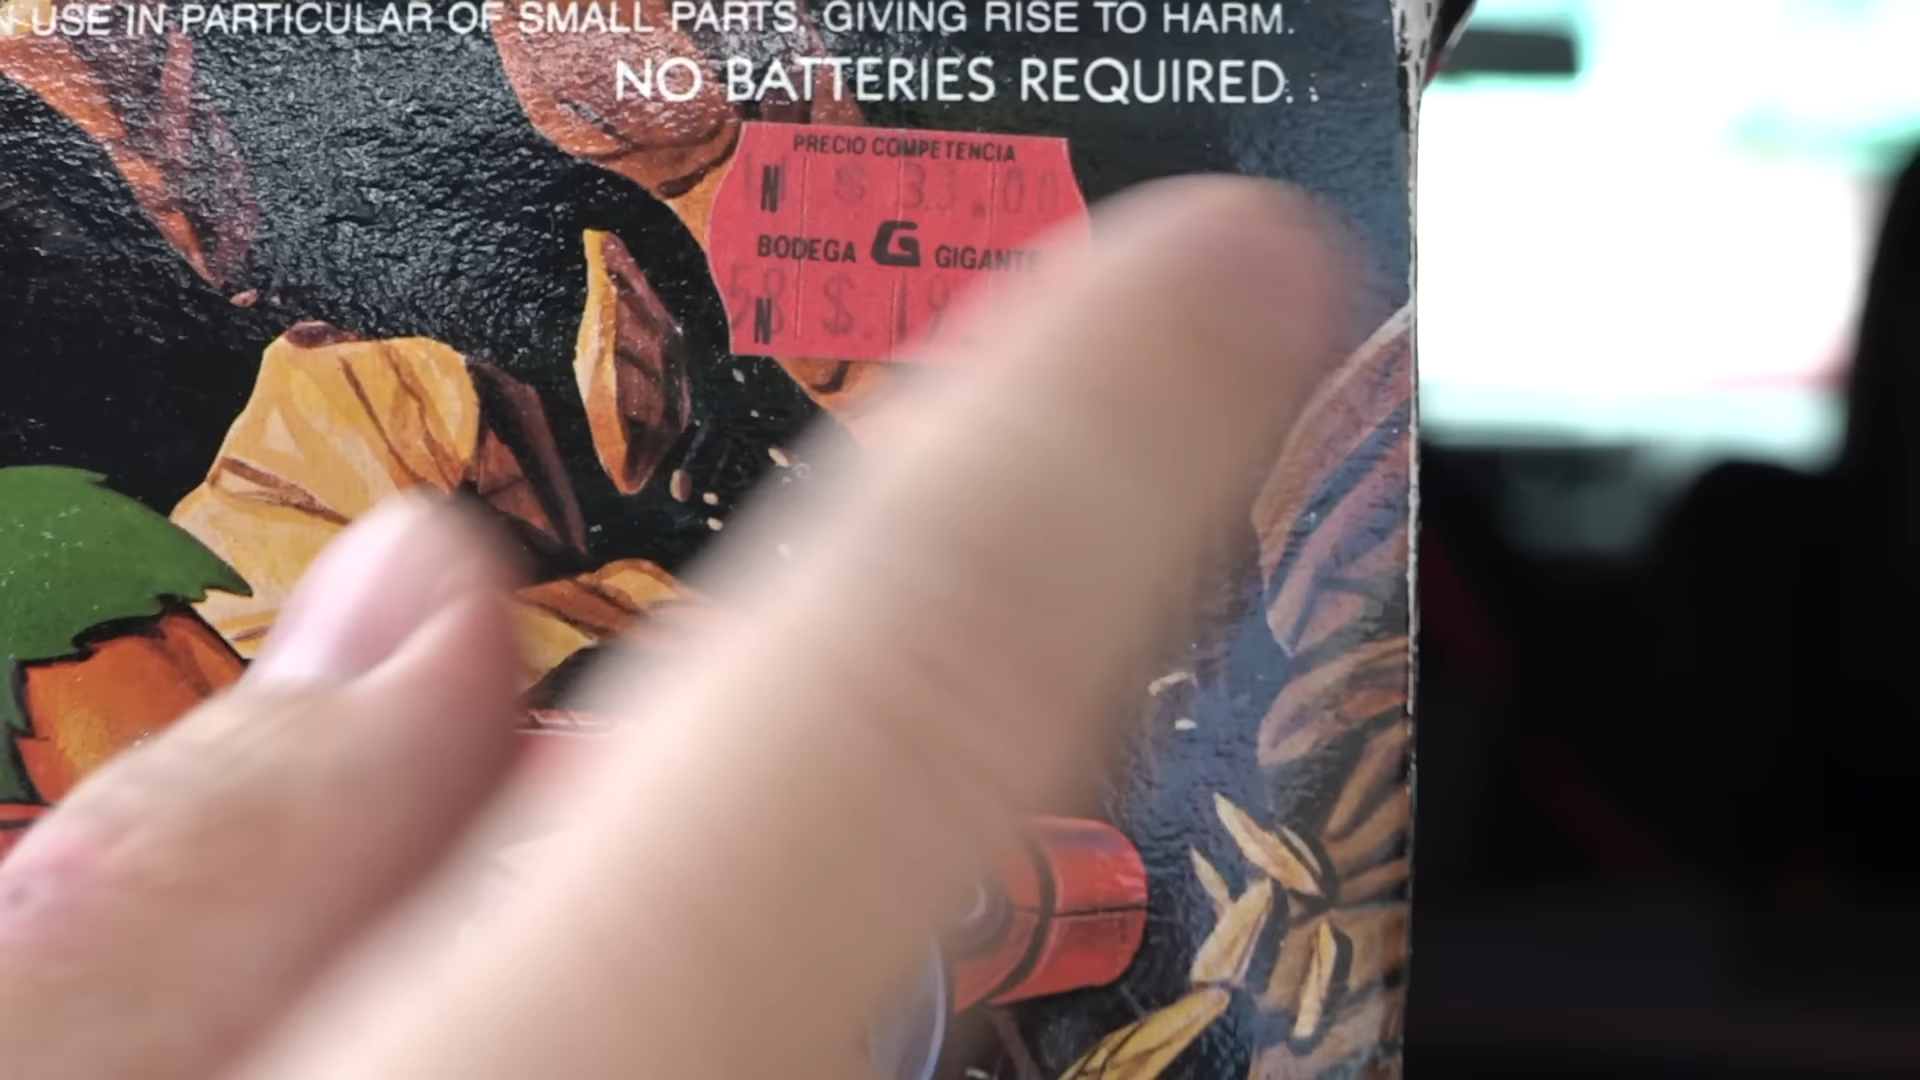 USE IN PARTICULAR OF SMALL PARTS, GIVING RISE TO HARM.
NO BATTERIES REQUIRED.
PRECIO COMPETENCIA
N $ 33.00
BODEGA G GIGANTE
N $